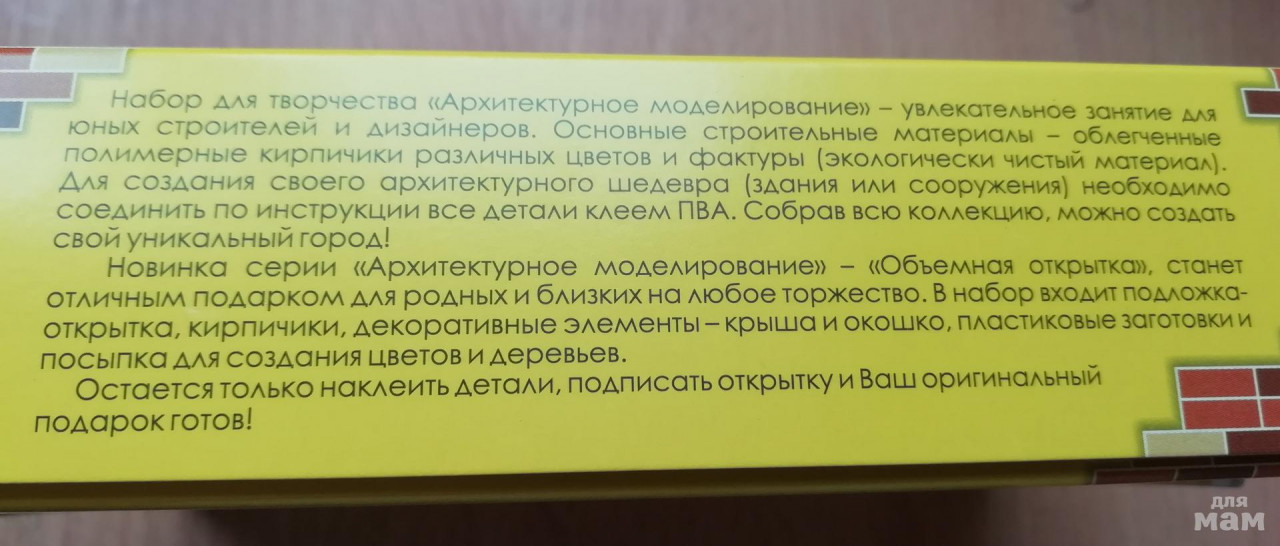 Набор для творчества «Архитектурное моделирование» – увлекательное занятие для
юных строителей и дизайнеров. Основные строительные материалы – облегченные
полимерные кирпичики различных цветов и фактуры (экологически чистый материал).
Для создания своего архитектурного шедевра (здания или сооружения) необходимо
соединить по инструкции все детали клеем ПВА. Собрав всю коллекцию, можно создать
свой уникальный город!
Новинка серии «Архитектурное моделирование» – «Объемная открытка», станет
отличным подарком для родных и близких на любое торжество. В набор входит подложка-
открытка, кирпичики, декоративные элементы – крыша и окошко, пластиковые заготовки и
посыпка для создания цветов и деревьев.
Остается только наклеить детали, подписать открытку и Ваш оригинальный
подарок готов!
для
мам